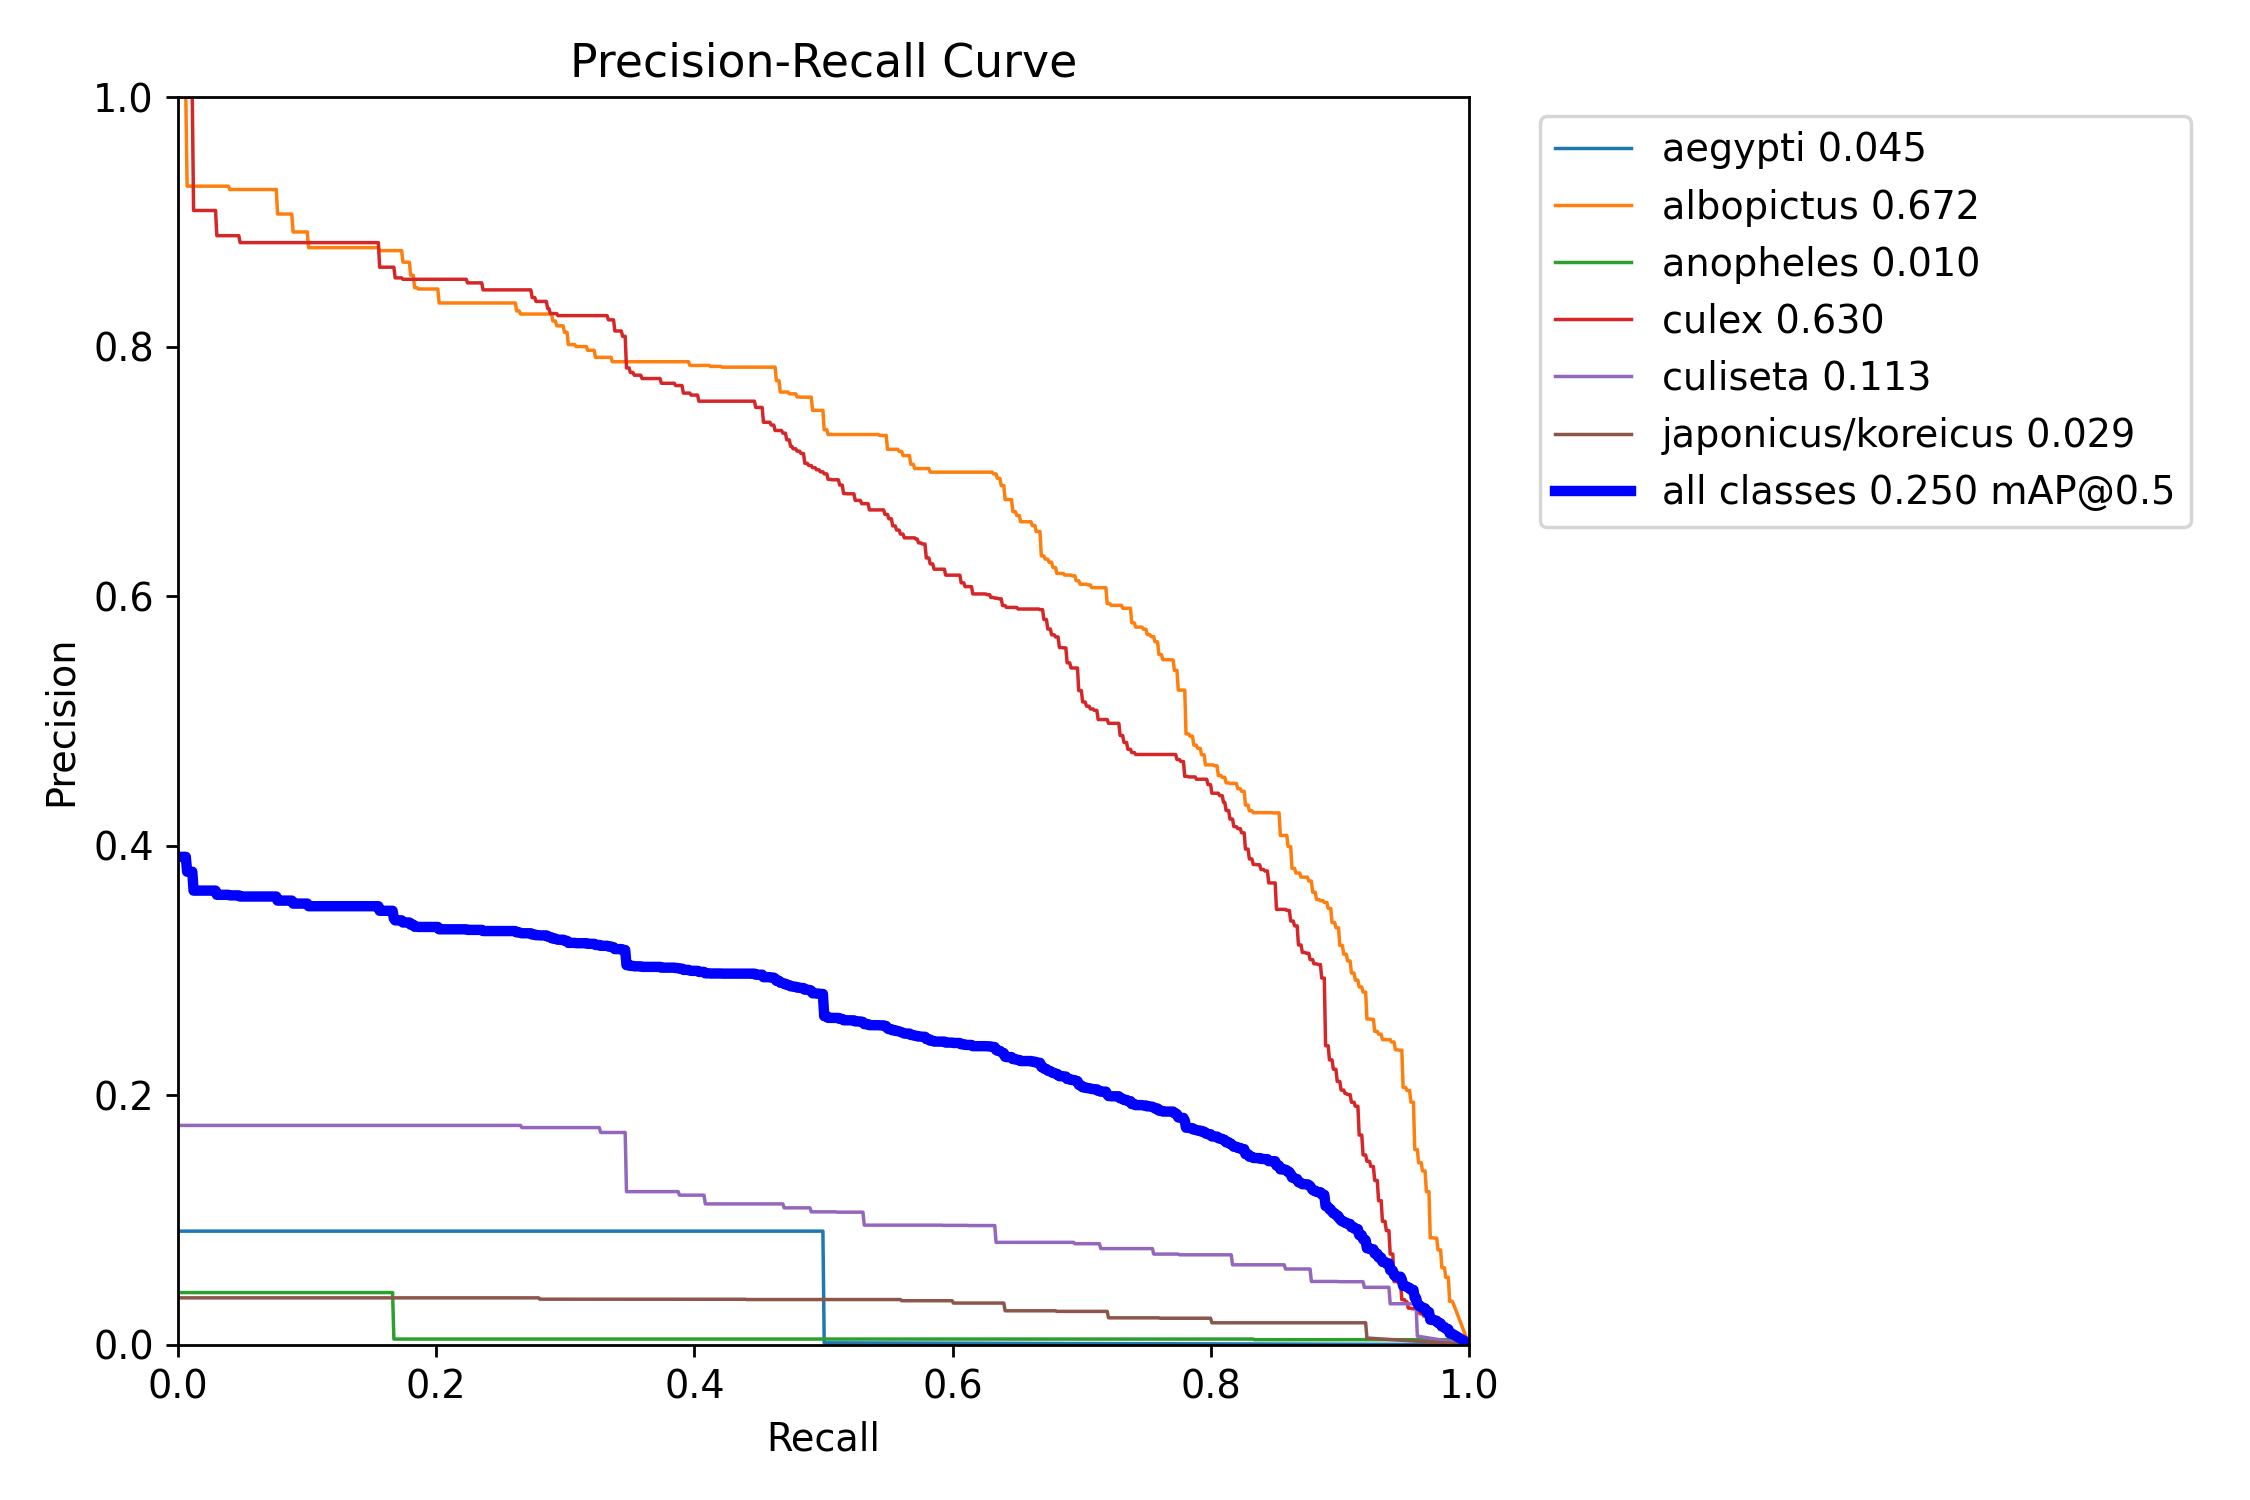 Precision-Recall Curve
1.0
0.8
0.6
0.4
0.2
0.0
Precision
0.0 0.2 0.4 0.6 0.8 1.0
Recall
aegypti 0.045
albopictus 0.672
anopheles 0.010
culex 0.630
culiseta 0.113
japonicus/koreicus 0.029
all classes 0.250 mAP@0.5